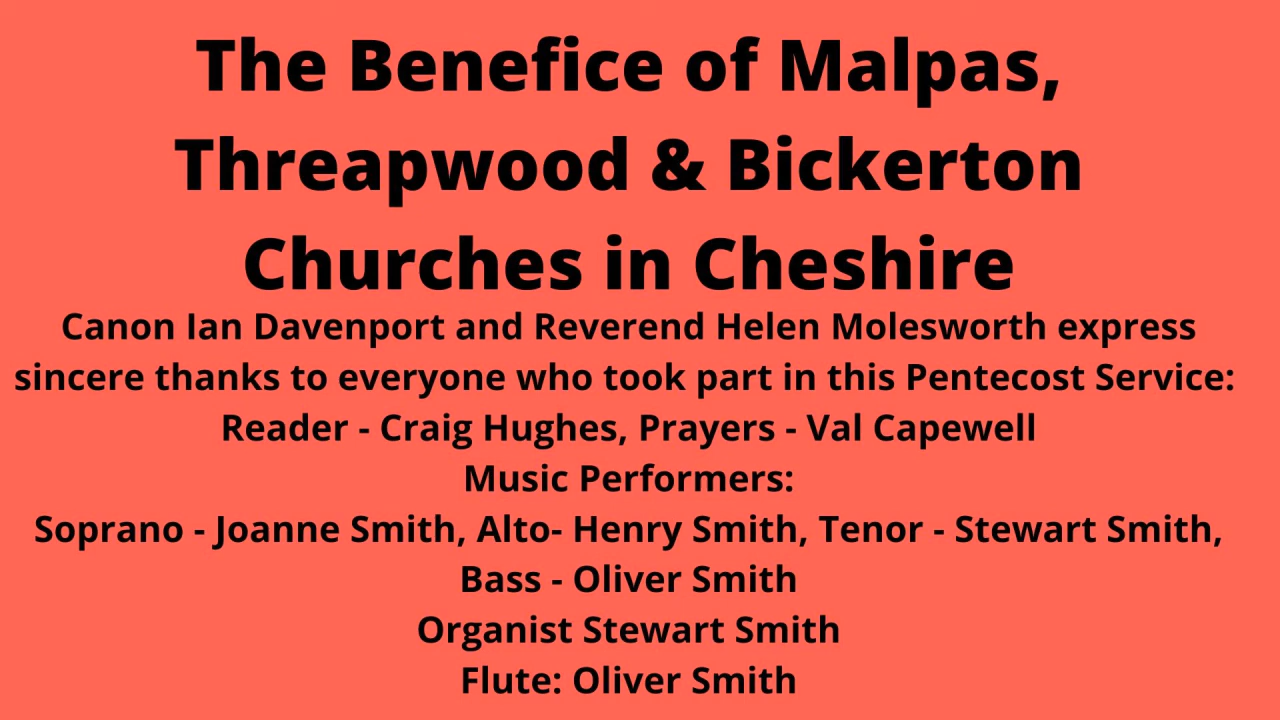 The Benefice of Malpas,
Threapwood & Bickerton
Churches in Cheshire
Canon Ian Davenport and Reverend Helen Molesworth express
sincere thanks to everyone who took part in this Pentecost Service:
Reader - Craig Hughes, Prayers - Val Capewell
Music Performers:
Soprano - Joanne Smith, Alto- Henry Smith, Tenor - Stewart Smith,
Bass - Oliver Smith
Organist Stewart Smith
Flute: Oliver Smith